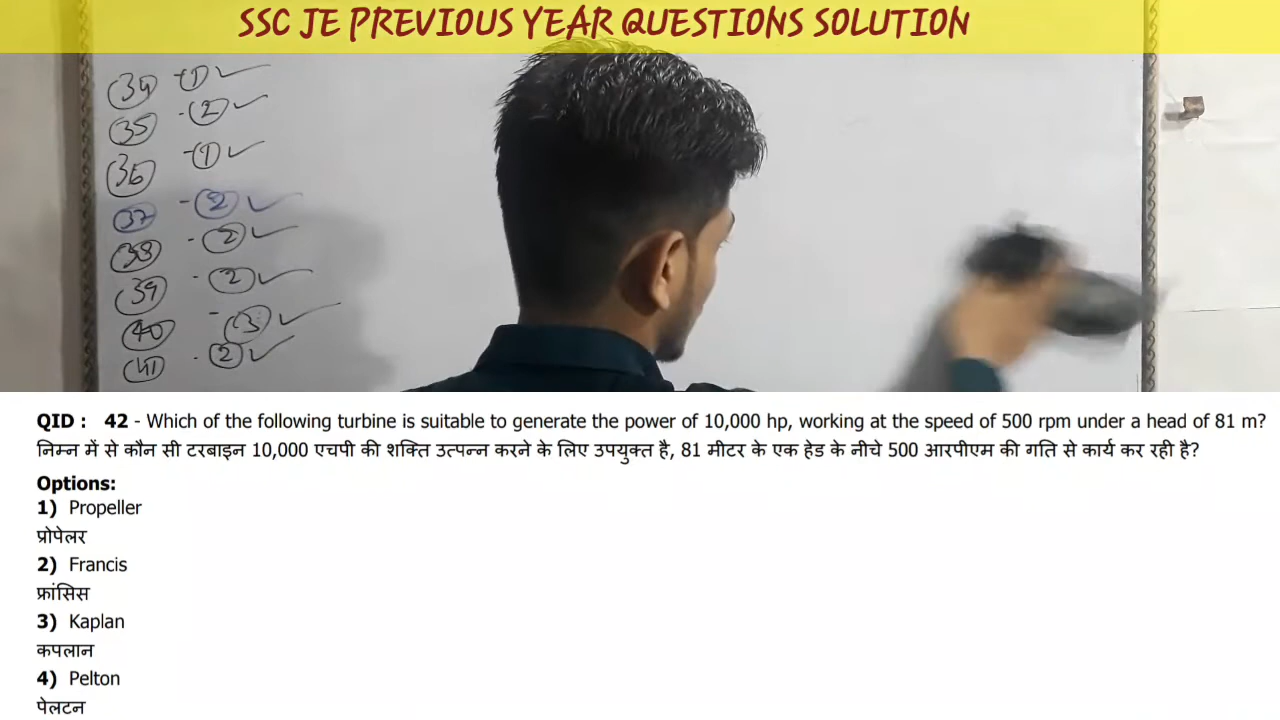 SSC JE PREVIOUS YEAR QUESTIONS SOLUTION
34 - 1 ✓
35 - 2 ✓
36 - 1 ✓
37 - 2 ✓
38 - 2 ✓
39 - 2 ✓
40 - 3 ✓
41 - 2 ✓
QID : 42 - Which of the following turbine is suitable to generate the power of 10,000 hp, working at the speed of 500 rpm under a head of 81 m?
निम्न में से कौन सी टरबाइन 10,000 एचपी की शक्ति उत्पन्न करने के लिए उपयुक्त है, 81 मीटर के एक हेड के नीचे 500 आरपीएम की गति से कार्य कर रही है?
Options:
1) Propeller
प्रोपेलर
2) Francis
फ्रांसिस
3) Kaplan
कपलान
4) Pelton
पेलटन